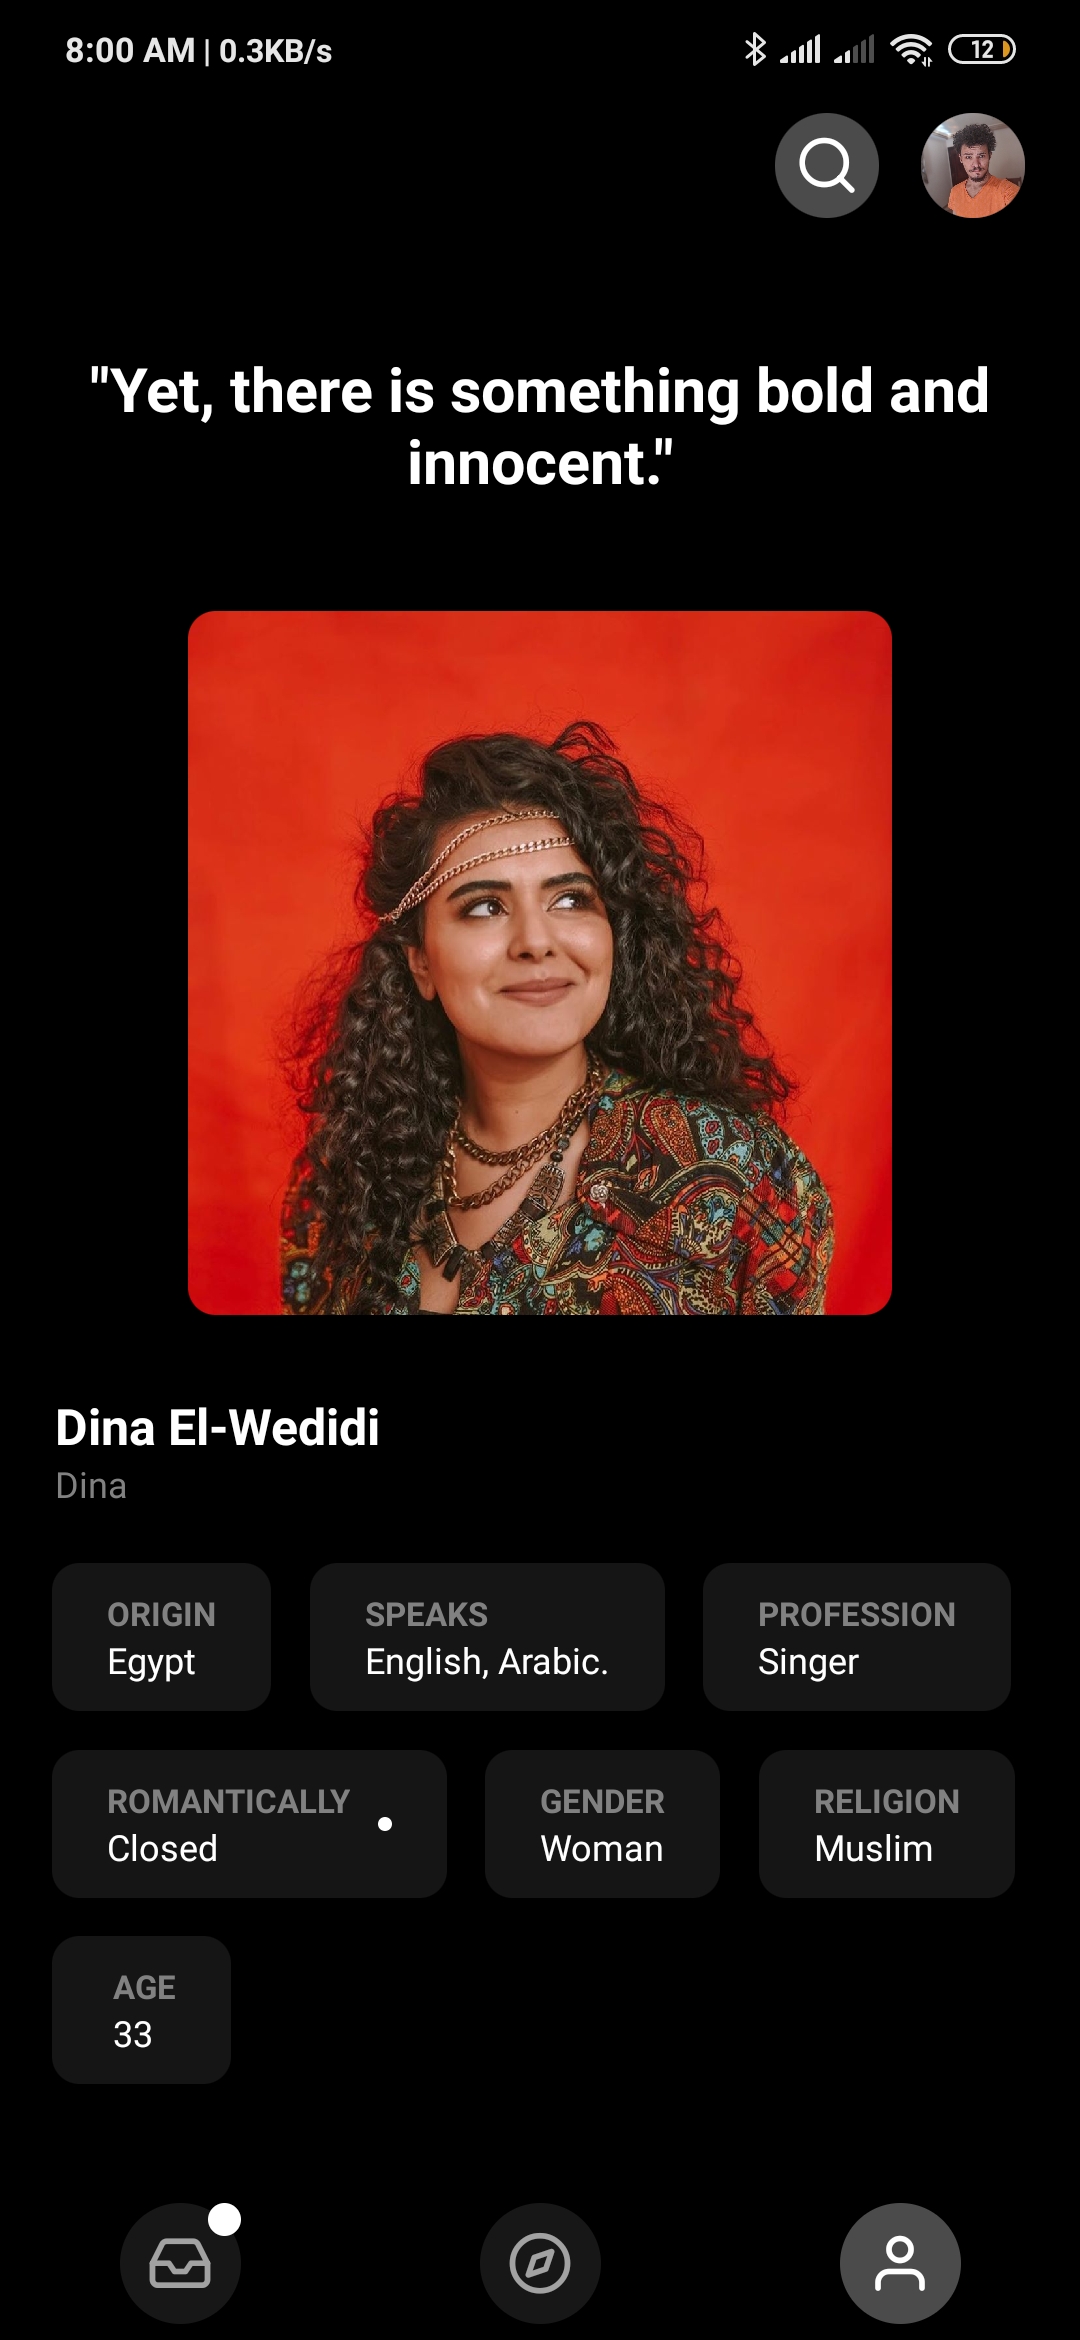 8:00 AM | 0.3KB/s
12
"Yet, there is something bold and
innocent."
Dina El-Wedidi
Dina
ORIGIN
Egypt
SPEAKS
English, Arabic.
PROFESSION
Singer
ROMANTICALLY
Closed
GENDER
Woman
RELIGION
Muslim
AGE
33